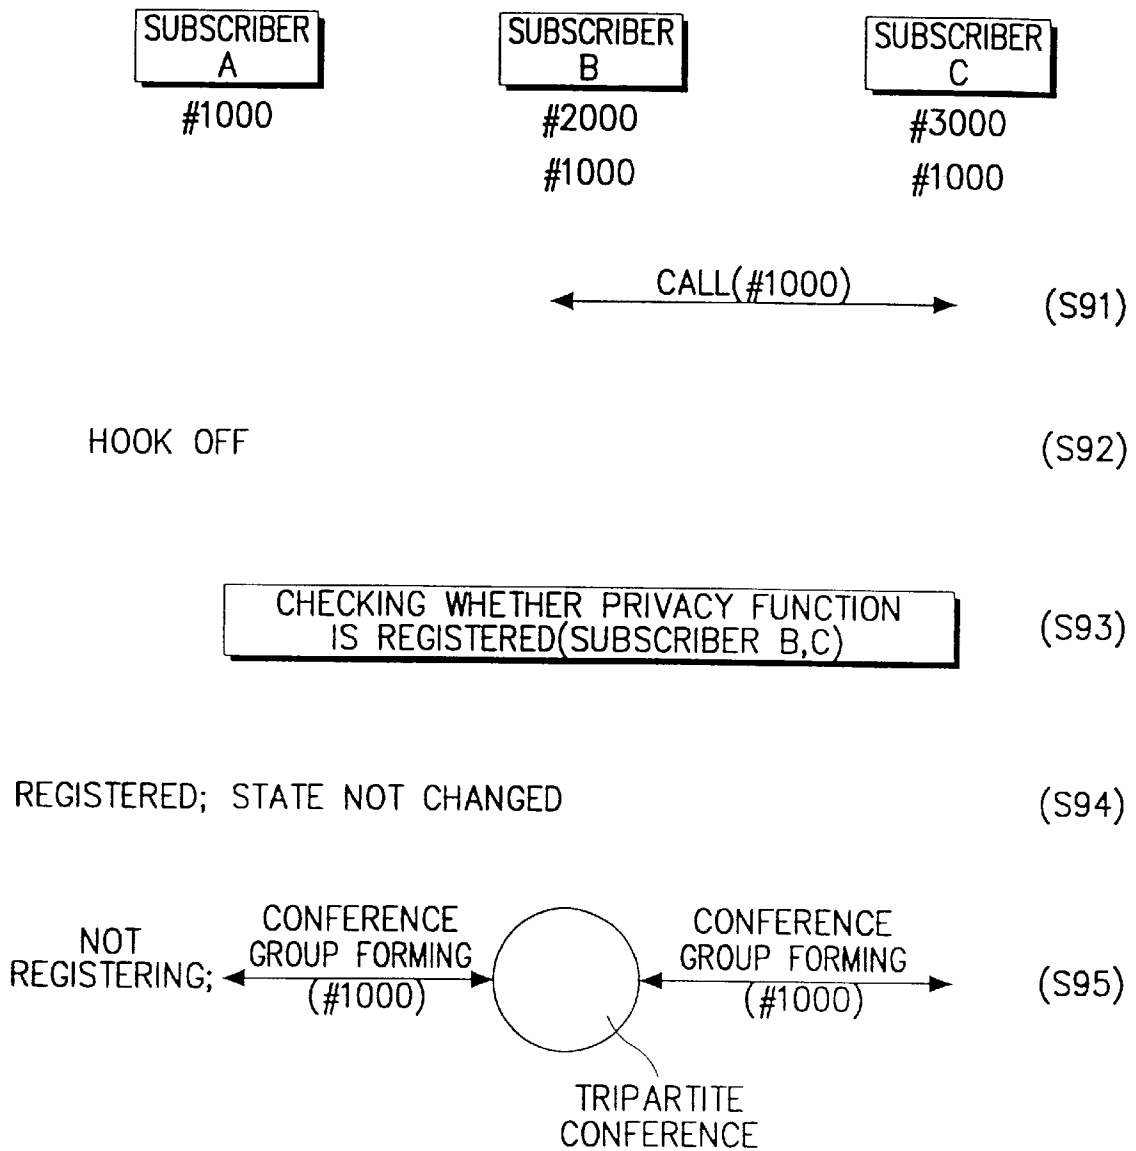 SUBSCRIBER
A
SUBSCRIBER
B
SUBSCRIBER
C
#1000
#2000
#3000
#1000
#1000
CALL(#1000)
(S91)
HOOK OFF
(S92)
CHECKING WHETHER PRIVACY FUNCTION
IS REGISTERED(SUBSCRIBER B,C)
(S93)
REGISTERED; STATE NOT CHANGED
(S94)
NOT
REGISTERING;
CONFERENCE
GROUP FORMING
(#1000)
CONFERENCE
GROUP FORMING
(#1000)
(S95)
TRIPARTITE
CONFERENCE